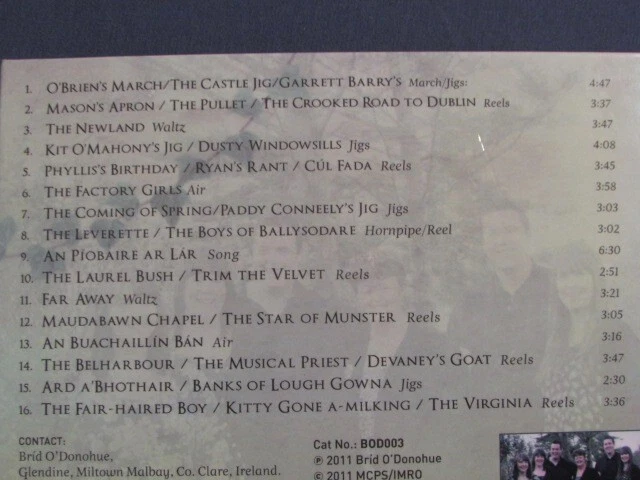 1. O'Brien's March/The Castle Jig/Garrett Barry's March/Jigs: 4:47
2. Mason's Apron / The Pullet / The Crooked Road to Dublin Reels 3:37
3. The Newland Waltz 3:47
4. Kit O'Mahony's Jig / Dusty Windowsills Jigs 4:08
5. Phyllis's Birthday / Ryan's Rant / Cúl Fada Reels 3:45
6. The Factory Girls Air 3:58
7. The Coming of Spring/Paddy Conneely's Jig Jigs 3:03
8. The Leverette / The Boys of Ballysodare Hornpipe/Reel 3:02
9. An Píobaire ar Lár Song 6:30
10. The Laurel Bush / Trim the Velvet Reels 2:51
11. Far Away Waltz 3:21
12. Maudabawn Chapel / The Star of Munster Reels 3:05
13. An Buachaillín Bán Air 3:16
14. The Belharbour / The Musical Priest / Devaney's Goat Reels 3:47
15. Ard a'Bhothair / Banks of Lough Gowna Jigs 2:30
16. The Fair-haired Boy / Kitty Gone a-Milking / The Virginia Reels 3:36
CONTACT:
Bríd O'Donohue,
Glendine, Miltown Malbay, Co. Clare, Ireland.
Cat No.: BOD003
℗ 2011 Bríd O'Donohue
© 2011 MCPS/IMRO